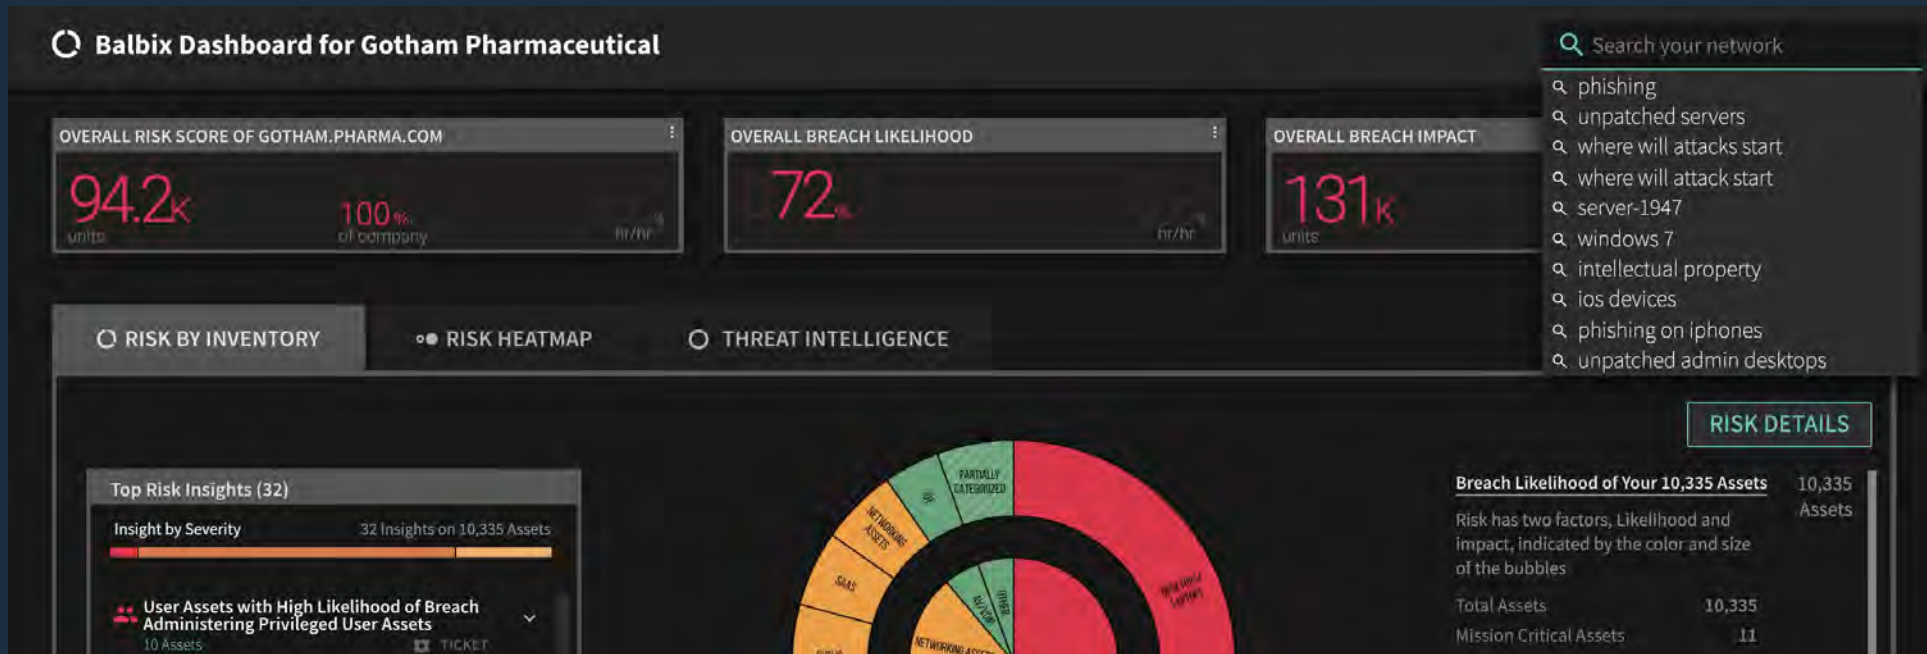 Balbix Dashboard for Gotham Pharmaceutical
Search your network
phishing
unpatched servers
where will attacks start
where will attack start
server-1947
windows 7
intellectual property
ios devices
phishing on iphones
unpatched admin desktops
OVERALL RISK SCORE OF GOTHAM.PHARMA.COM
94.2K
units
100%
of company
hr/hr
OVERALL BREACH LIKELIHOOD
72%
hr/hr
OVERALL BREACH IMPACT
131K
units
RISK BY INVENTORY
RISK HEATMAP
THREAT INTELLIGENCE
RISK DETAILS
Top Risk Insights (32)
Insight by Severity
32 Insights on 10,335 Assets
User Assets with High Likelihood of Breach
Administering Privileged User Assets
10 Assets
TICKET
PARTIALLY
CATEGORIZED
NETWORKING
ASSETS
SAAS
OTHER
NETWORKING ASSETS
Breach Likelihood of Your 10,335 Assets
10,335
Assets
Risk has two factors, Likelihood and
impact, indicated by the color and size
of the bubbles
Total Assets
10,335
Mission Critical Assets
11